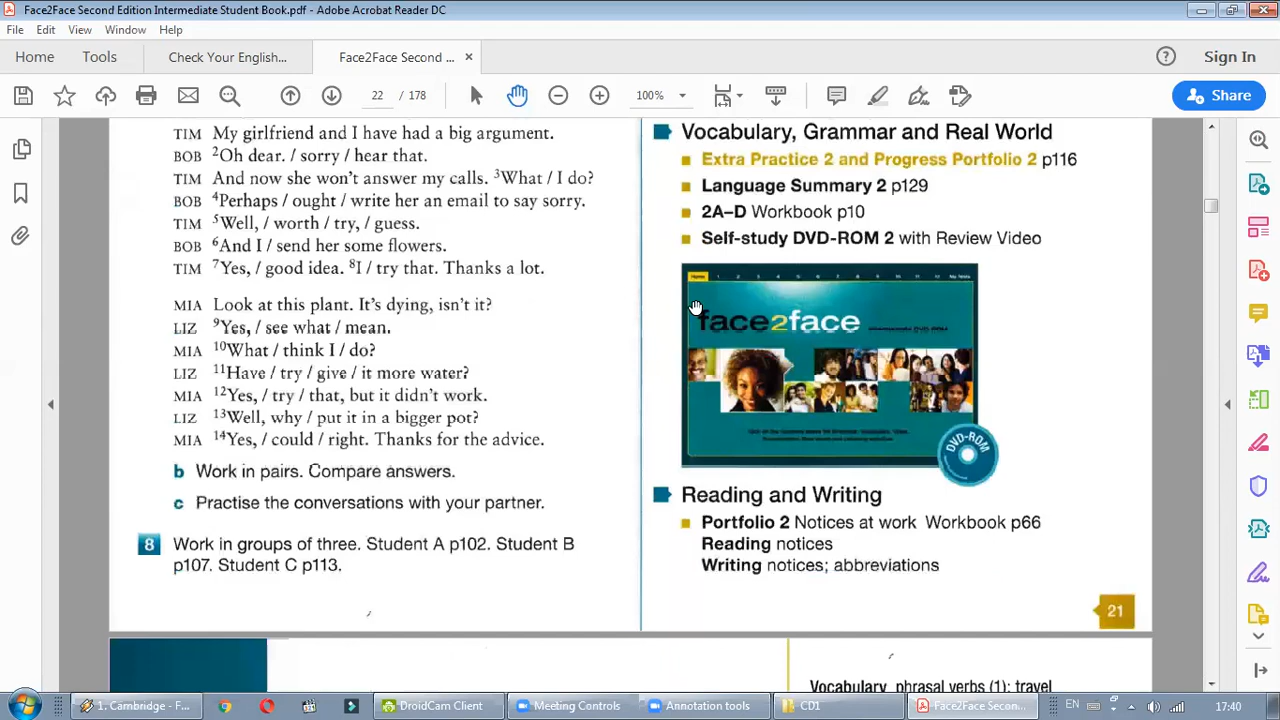 Face2Face Second Edition Intermediate Student Book.pdf - Adobe Acrobat Reader DC
File Edit View Window Help
Home Tools Check Your English... Face2Face Second ... × Sign In
22 / 178 100% Share
TIM My girlfriend and I have had a big argument.
BOB 2Oh dear. / sorry / hear that.
TIM And now she won't answer my calls. 3What / I do?
BOB 4Perhaps / ought / write her an email to say sorry.
TIM 5Well, / worth / try, / guess.
BOB 6And I / send her some flowers.
TIM 7Yes, / good idea. 8I / try that. Thanks a lot.
MIA Look at this plant. It's dying, isn't it?
LIZ 9Yes, / see what / mean.
MIA 10What / think I / do?
LIZ 11Have / try / give / it more water?
MIA 12Yes, / try / that, but it didn't work.
LIZ 13Well, why / put it in a bigger pot?
MIA 14Yes, / could / right. Thanks for the advice.
b Work in pairs. Compare answers.
c Practise the conversations with your partner.
8 Work in groups of three. Student A p102. Student B
p107. Student C p113.
Vocabulary, Grammar and Real World
Extra Practice 2 and Progress Portfolio 2 p116
Language Summary 2 p129
2A–D Workbook p10
Self-study DVD-ROM 2 with Review Video
face2face
DVD-ROM
Reading and Writing
Portfolio 2 Notices at work Workbook p66
Reading notices
Writing notices; abbreviations
21
Vocabulary phrasal verbs (1); travel
1. Cambridge - F... DroidCam Client Meeting Controls Annotation tools CD1 Face2Face Secon... EN 17:40